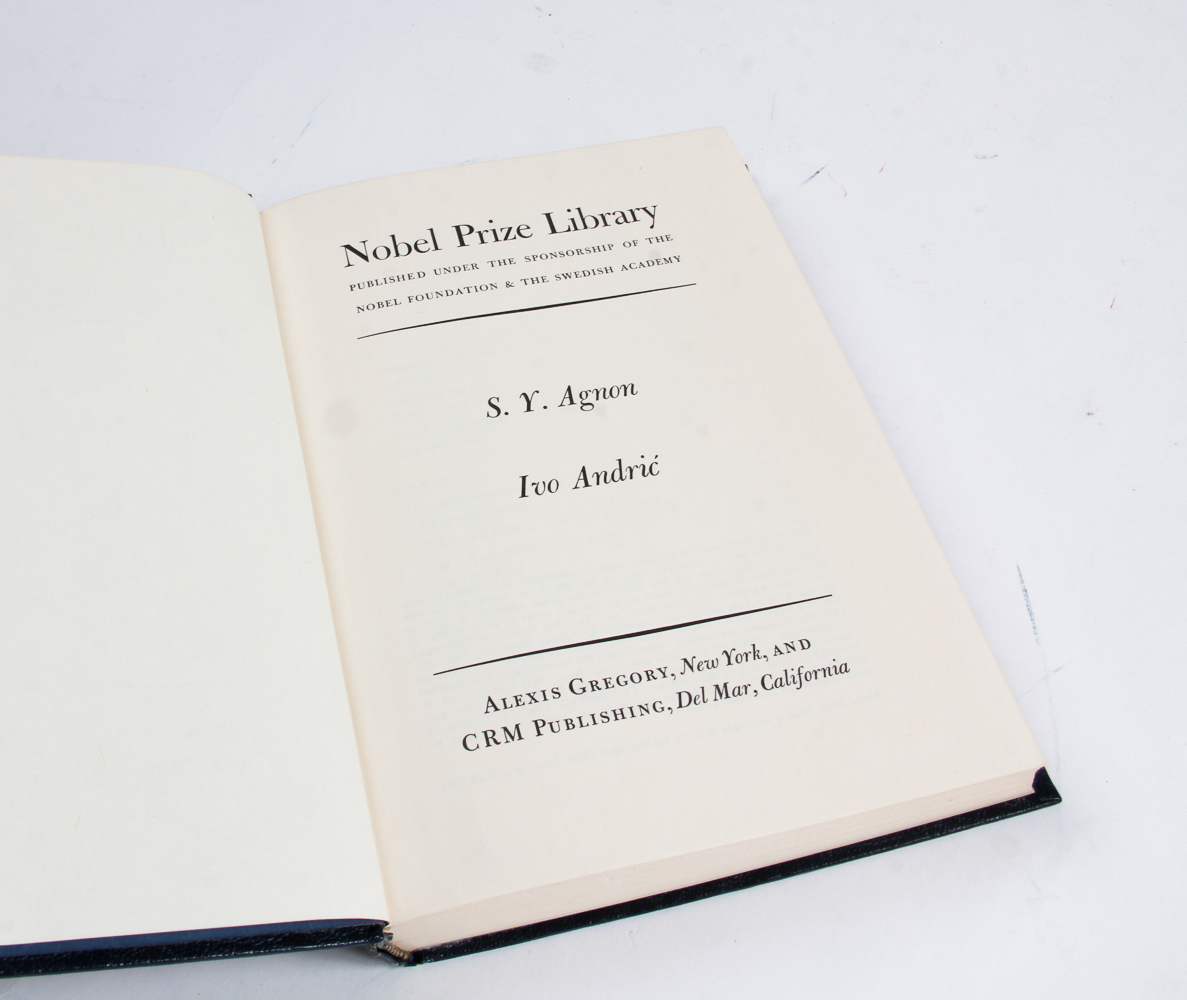 Nobel Prize Library
PUBLISHED UNDER THE SPONSORSHIP OF THE
NOBEL FOUNDATION & THE SWEDISH ACADEMY
S. Y. Agnon
Ivo Andrić
ALEXIS GREGORY, New York, AND
CRM PUBLISHING, Del Mar, California